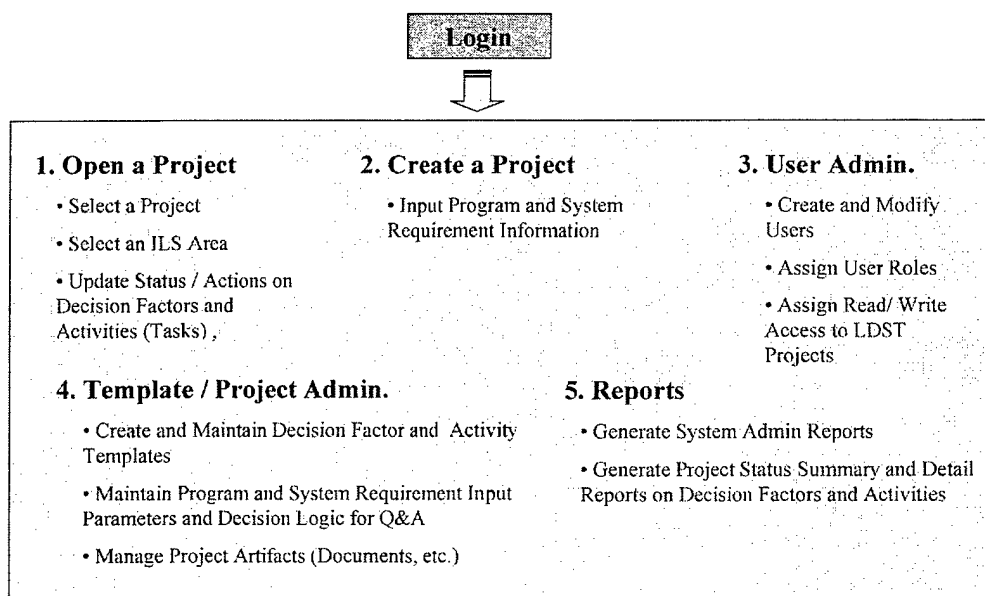 Login
1. Open a Project
• Select a Project
• Select an ILS Area
• Update Status / Actions on
Decision Factors and
Activities (Tasks) ,
2. Create a Project
• Input Program and System
Requirement Information
3. User Admin.
• Create and Modify
Users
• Assign User Roles
• Assign Read/ Write
Access to LDST
Projects
4. Template / Project Admin.
• Create and Maintain Decision Factor and Activity
Templates
• Maintain Program and System Requirement Input
Parameters and Decision Logic for Q&A
• Manage Project Artifacts (Documents, etc.)
5. Reports
• Generate System Admin Reports
• Generate Project Status Summary and Detail
Reports on Decision Factors and Activities